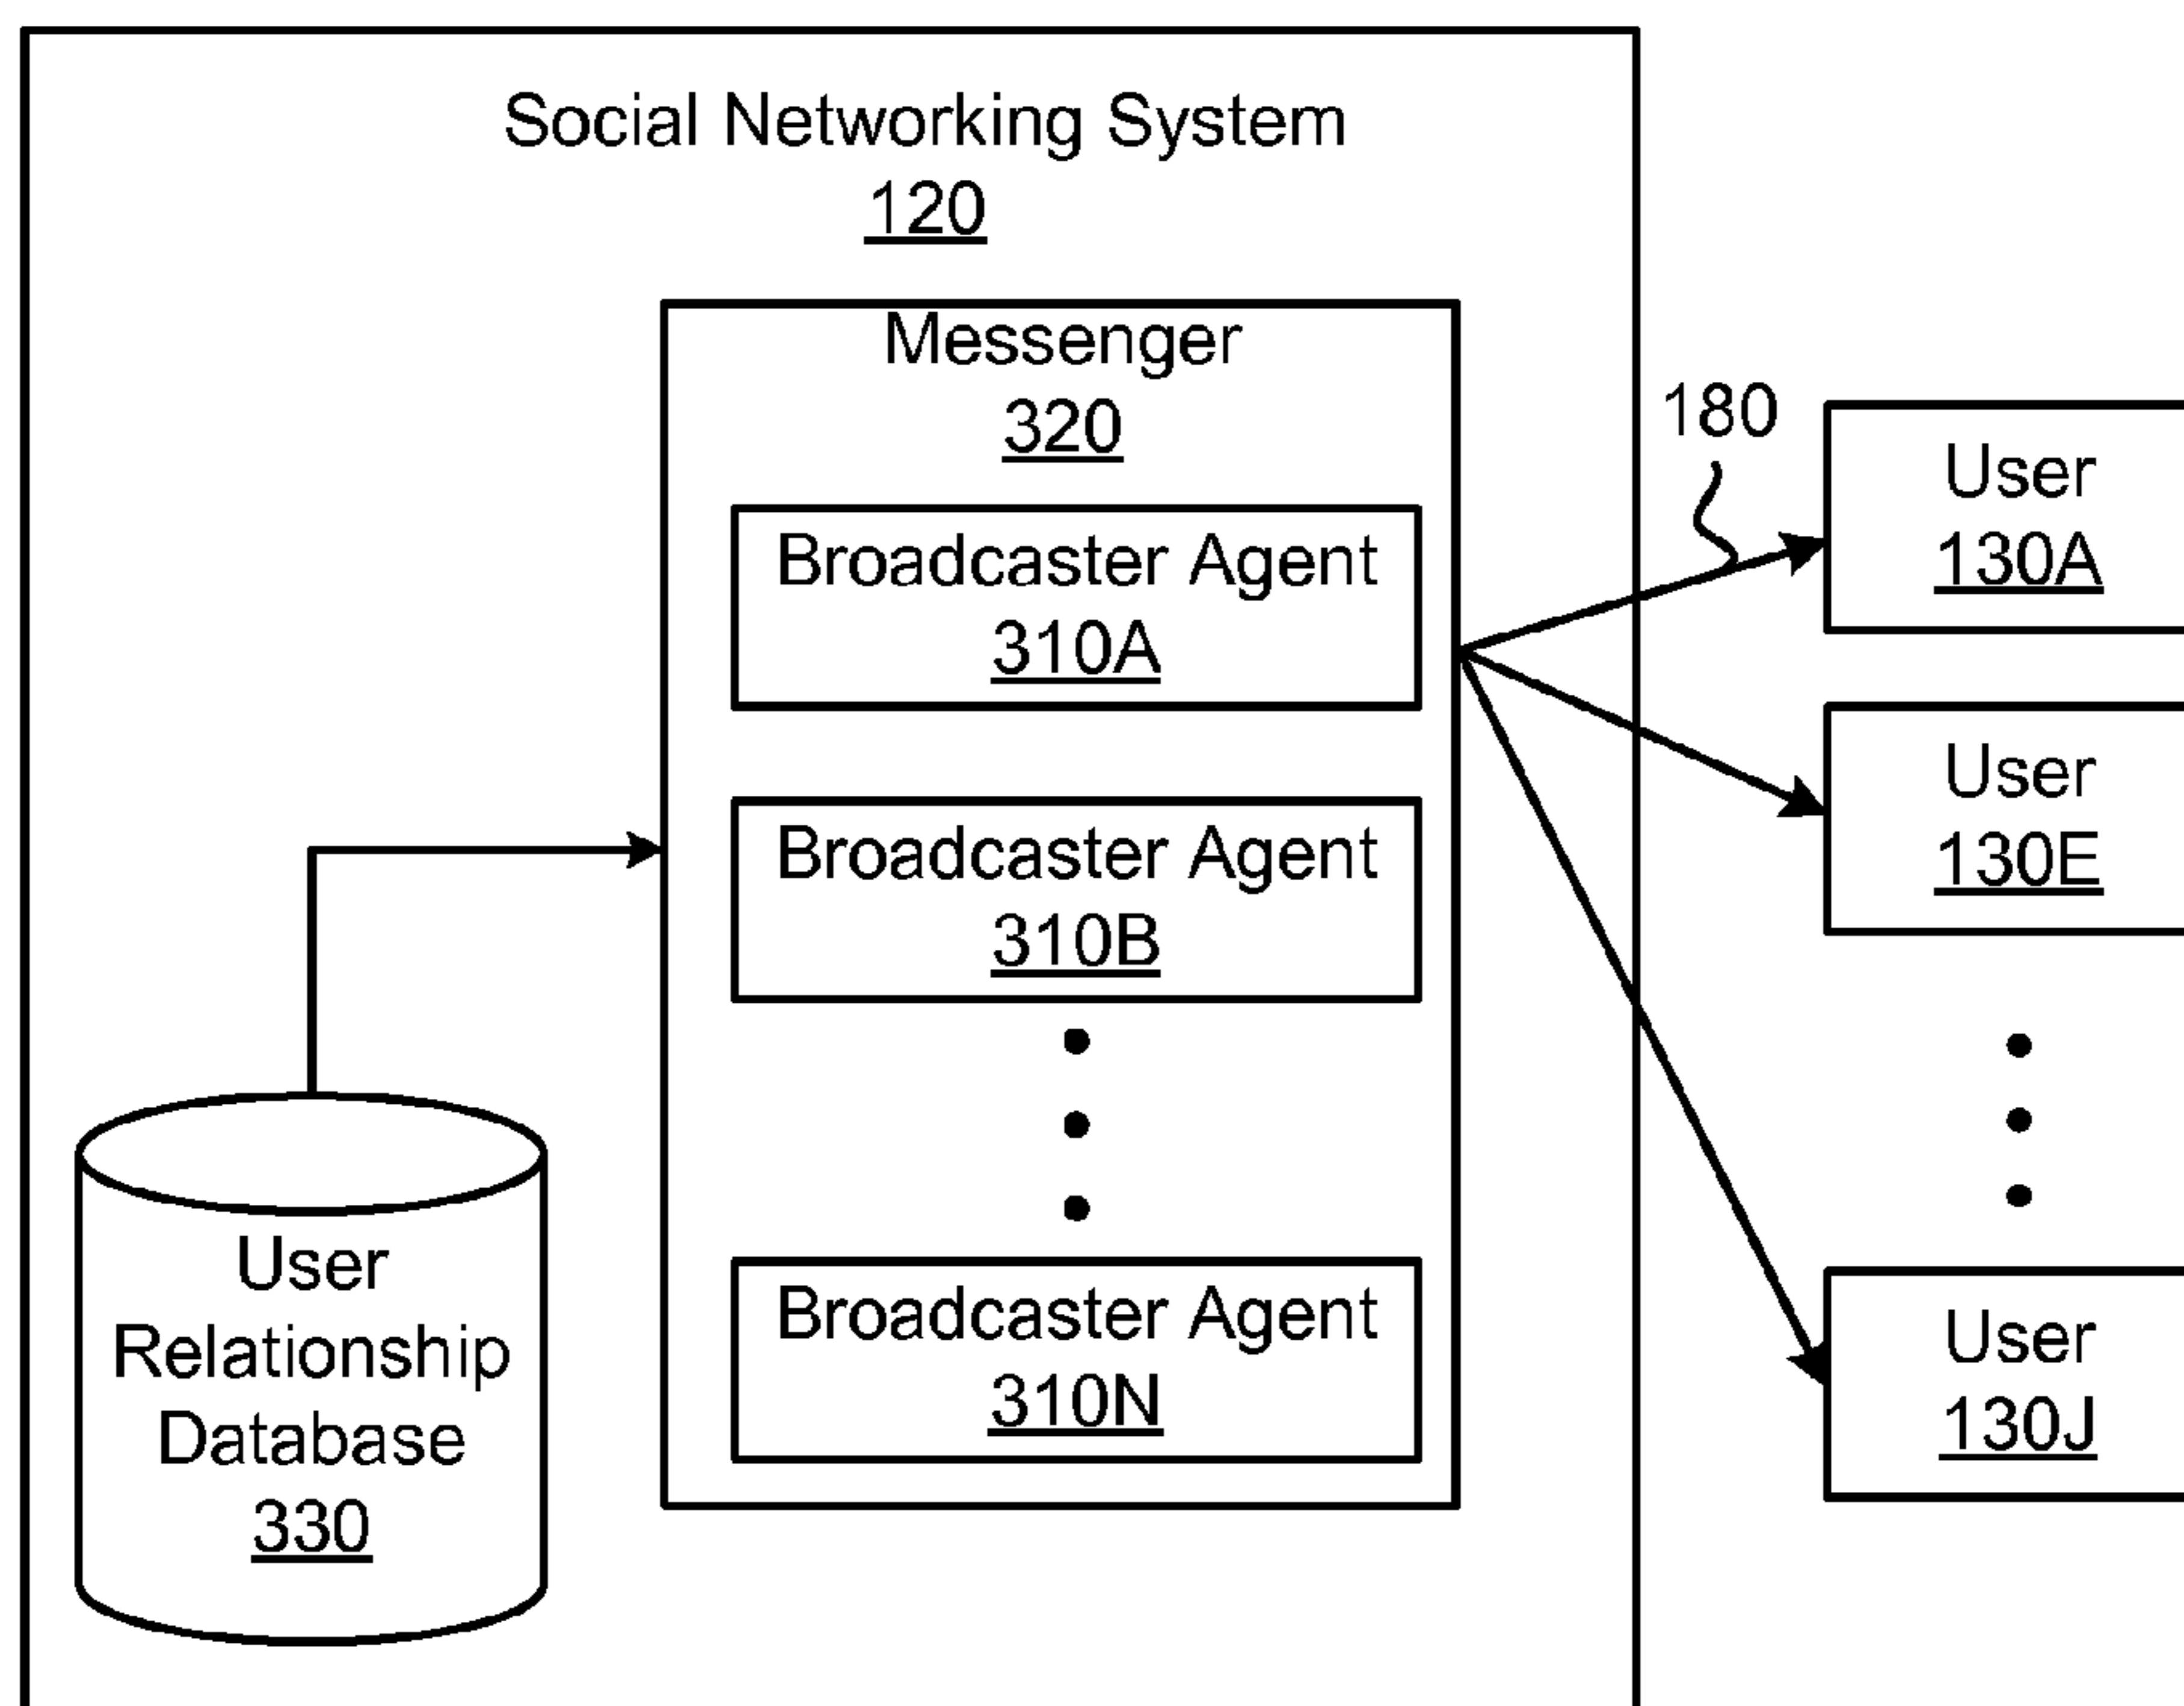 Social Networking System
120
Messenger
320
Broadcaster Agent
310A
Broadcaster Agent
310B
Broadcaster Agent
310N
User
Relationship
Database
330
180
User
130A
User
130E
User
130J